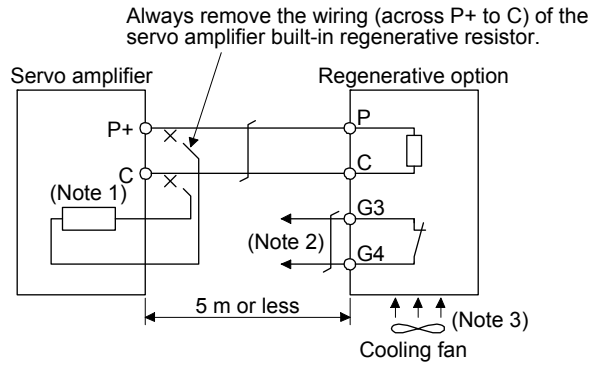 Always remove the wiring (across P+ to C) of the
servo amplifier built-in regenerative resistor.
Servo amplifier
Regenerative option
P+
P
C
C
(Note 1)
G3
(Note 2)
G4
5 m or less
(Note 3)
Cooling fan